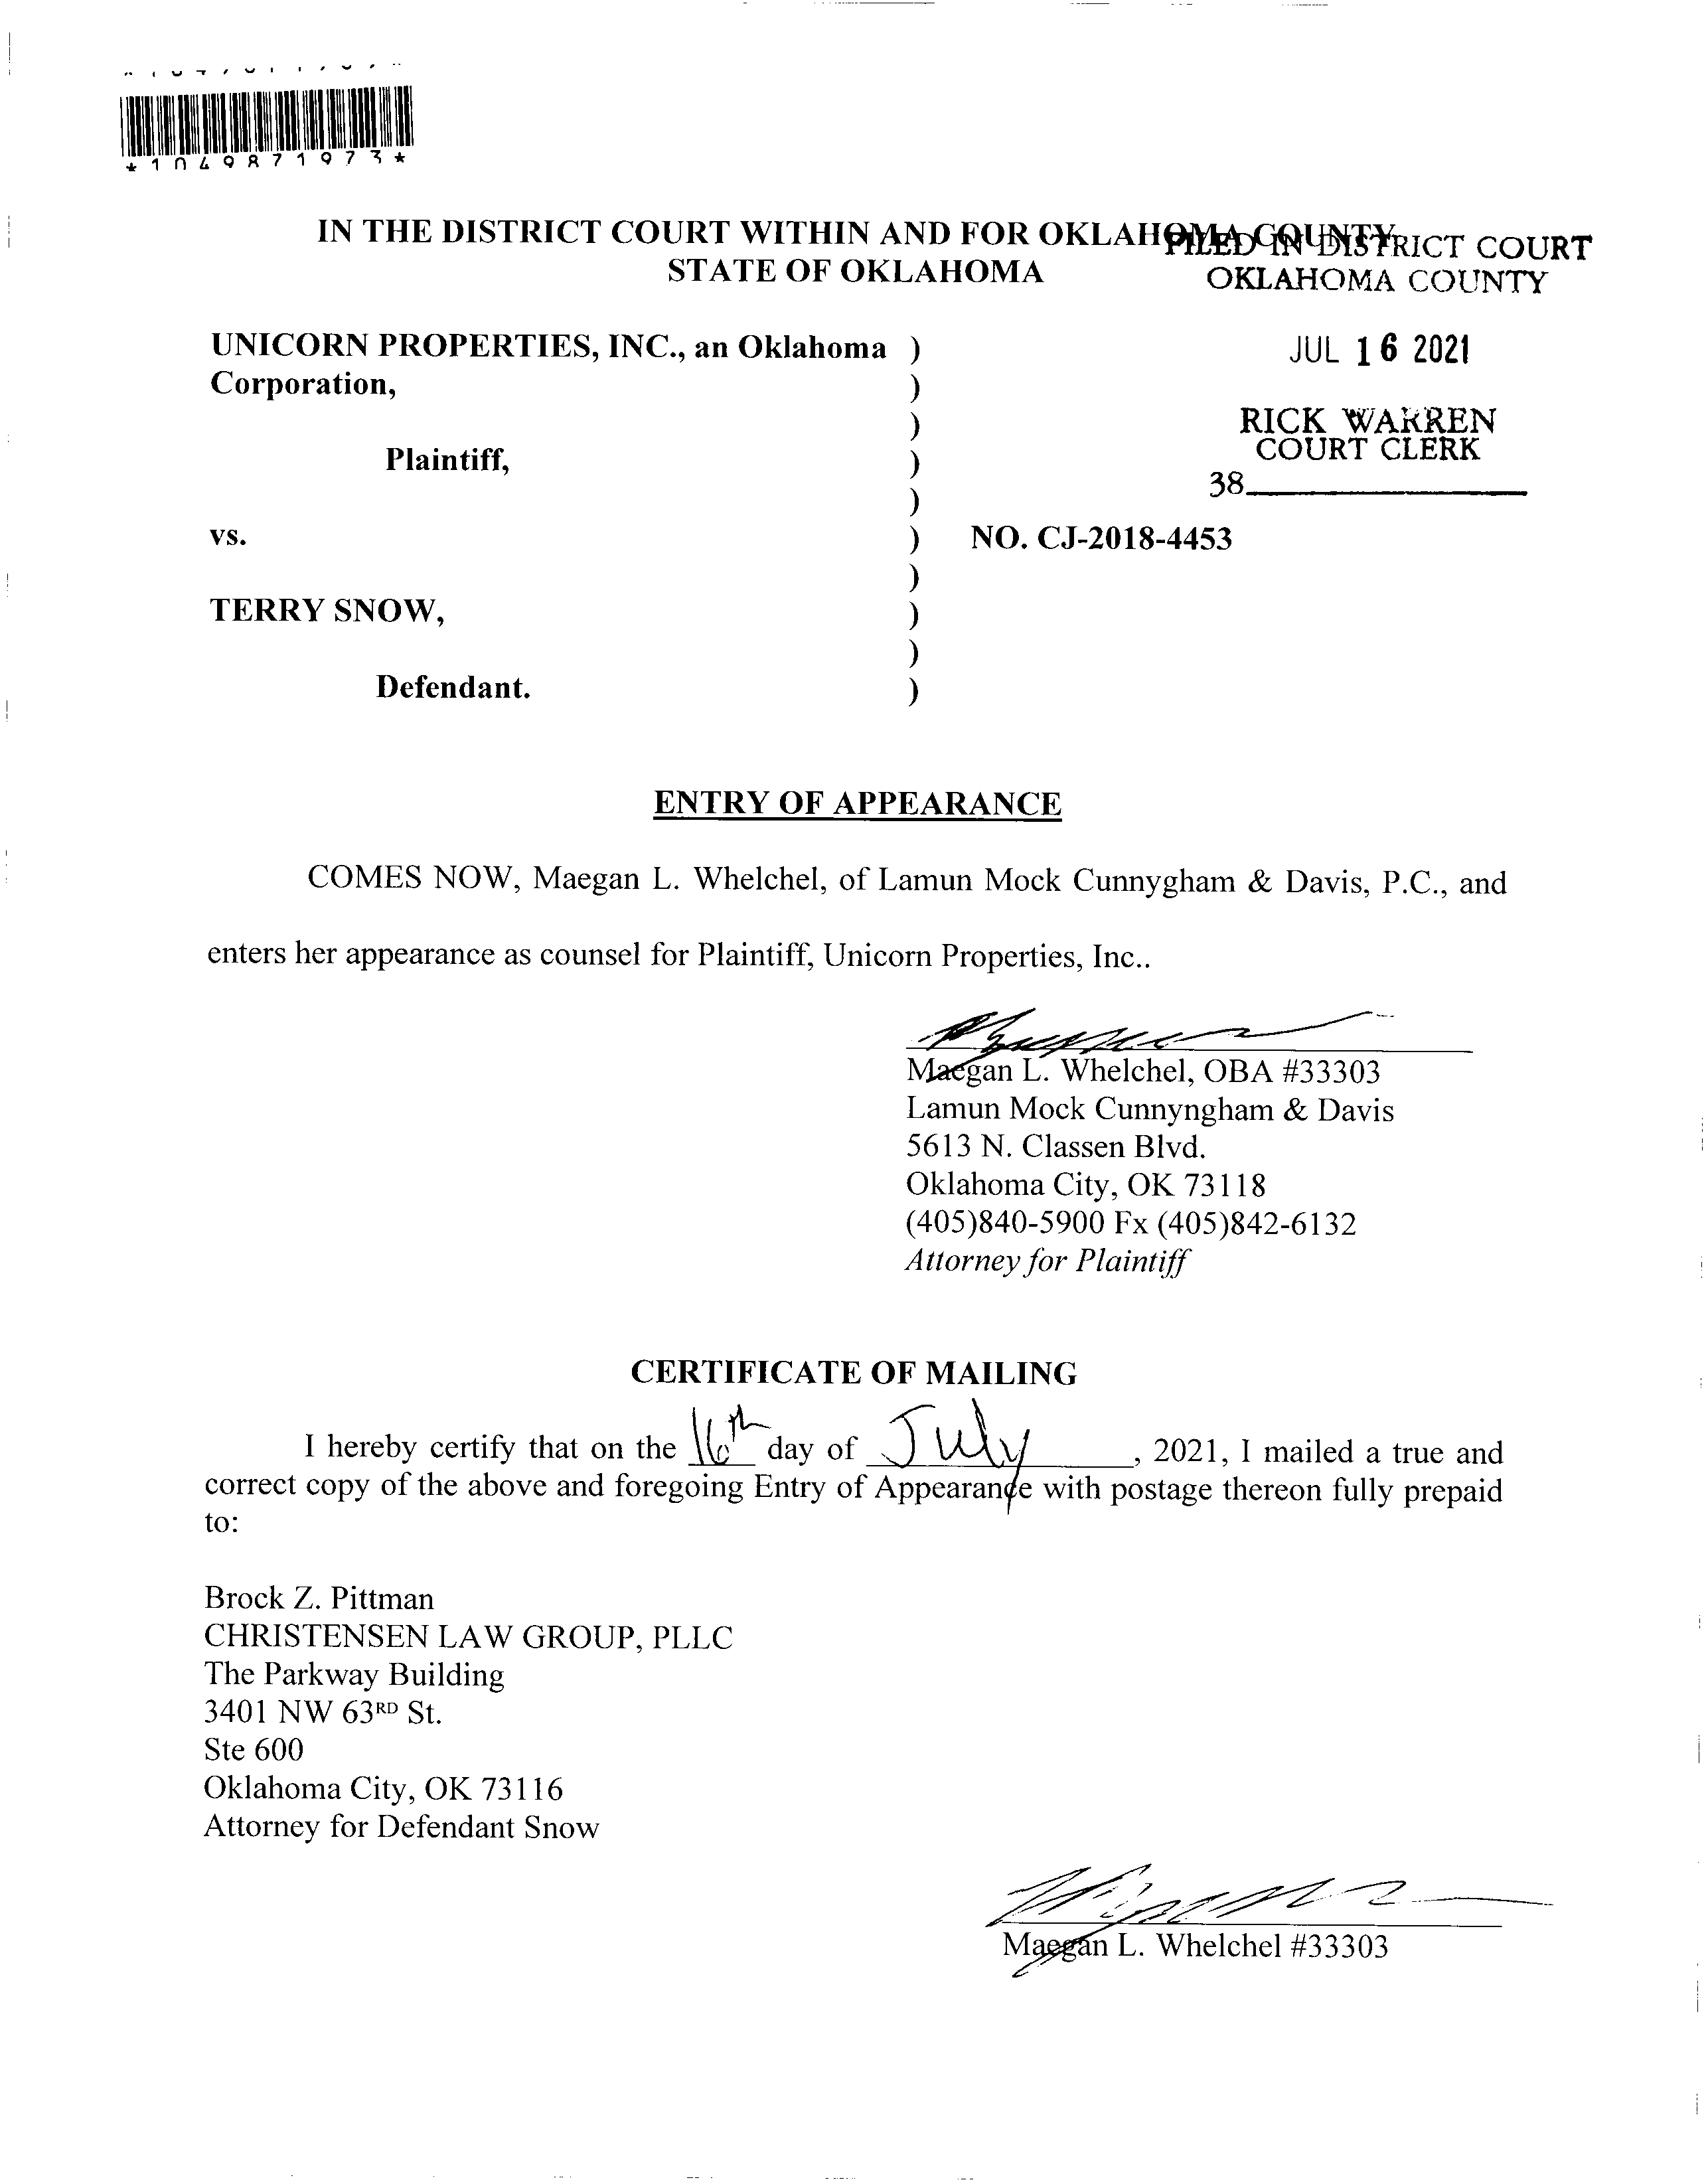 *1049871973*
IN THE DISTRICT COURT WITHIN AND FOR OKLAHOMA COUNTY
STATE OF OKLAHOMA
FILED IN DISTRICT COURT
OKLAHOMA COUNTY
JUL 16 2021
RICK WARREN
COURT CLERK
38
UNICORN PROPERTIES, INC., an Oklahoma )
Corporation, )
)
Plaintiff, )
)
vs. ) NO. CJ-2018-4453
)
TERRY SNOW, )
)
Defendant. )
ENTRY OF APPEARANCE
COMES NOW, Maegan L. Whelchel, of Lamun Mock Cunnygham & Davis, P.C., and
enters her appearance as counsel for Plaintiff, Unicorn Properties, Inc..
Maegan L. Whelchel, OBA #33303
Lamun Mock Cunnyngham & Davis
5613 N. Classen Blvd.
Oklahoma City, OK 73118
(405)840-5900 Fx (405)842-6132
Attorney for Plaintiff
CERTIFICATE OF MAILING
I hereby certify that on the 16th day of July, 2021, I mailed a true and
correct copy of the above and foregoing Entry of Appearance with postage thereon fully prepaid
to:
Brock Z. Pittman
CHRISTENSEN LAW GROUP, PLLC
The Parkway Building
3401 NW 63RD St.
Ste 600
Oklahoma City, OK 73116
Attorney for Defendant Snow
Maegan L. Whelchel #33303